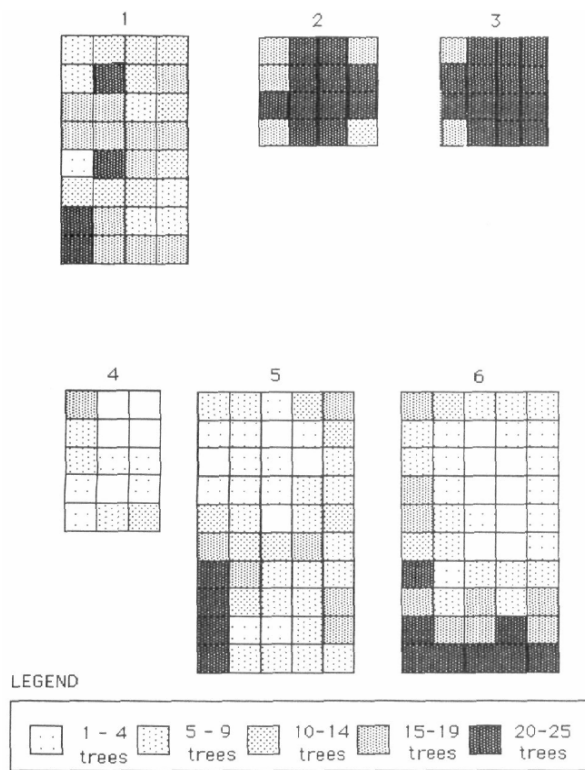 1
2
3
4
5
6
LEGEND
1 - 4 trees
5 - 9 trees
10-14 trees
15-19 trees
20-25 trees